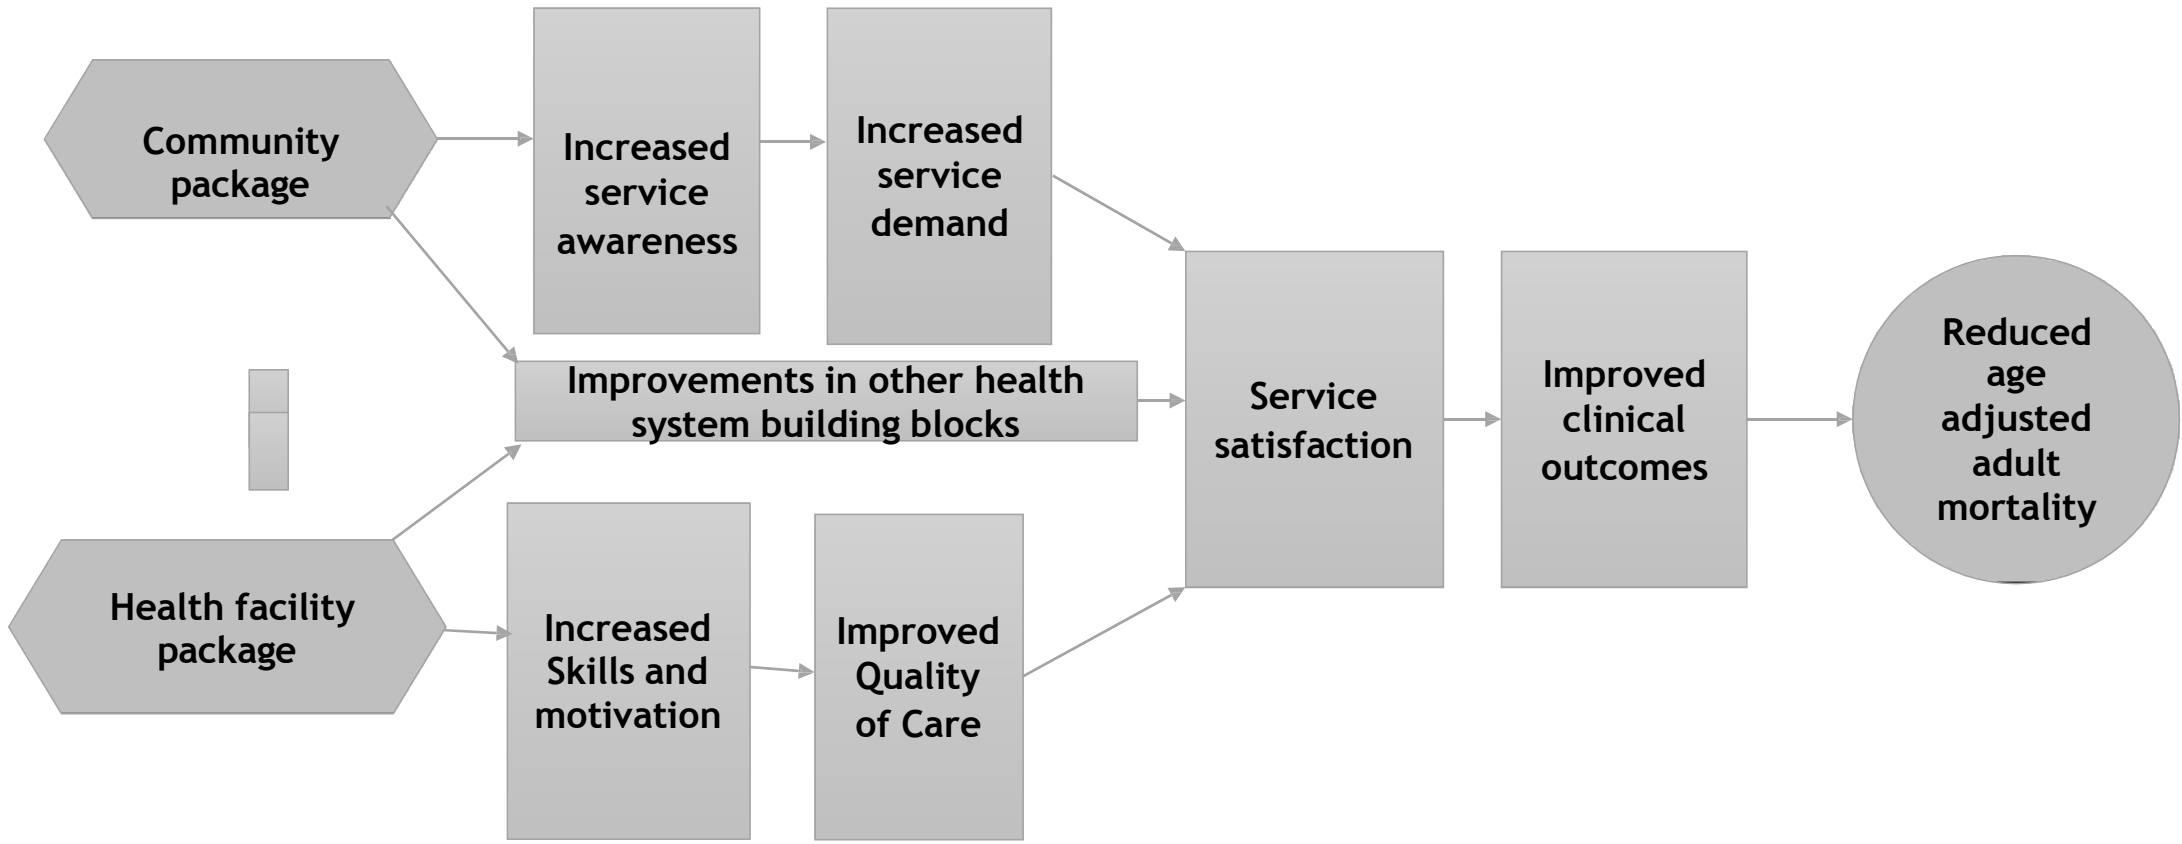 Community
package
Increased
service
awareness
Increased
service
demand
Improvements in other health
system building blocks
Health facility
package
Increased
Skills and
motivation
Improved
Quality
of Care
Service
satisfaction
Improved
clinical
outcomes
Reduced
age
adjusted
adult
mortality